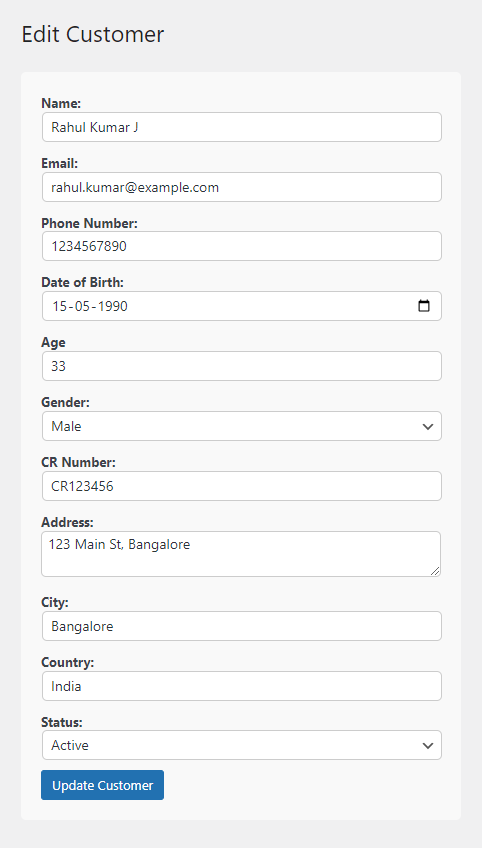 Edit Customer
Name:
Rahul Kumar J
Email:
rahul.kumar@example.com
Phone Number:
1234567890
Date of Birth:
15-05-1990
Age
33
Gender:
Male
CR Number:
CR123456
Address:
123 Main St, Bangalore
City:
Bangalore
Country:
India
Status:
Active
Update Customer